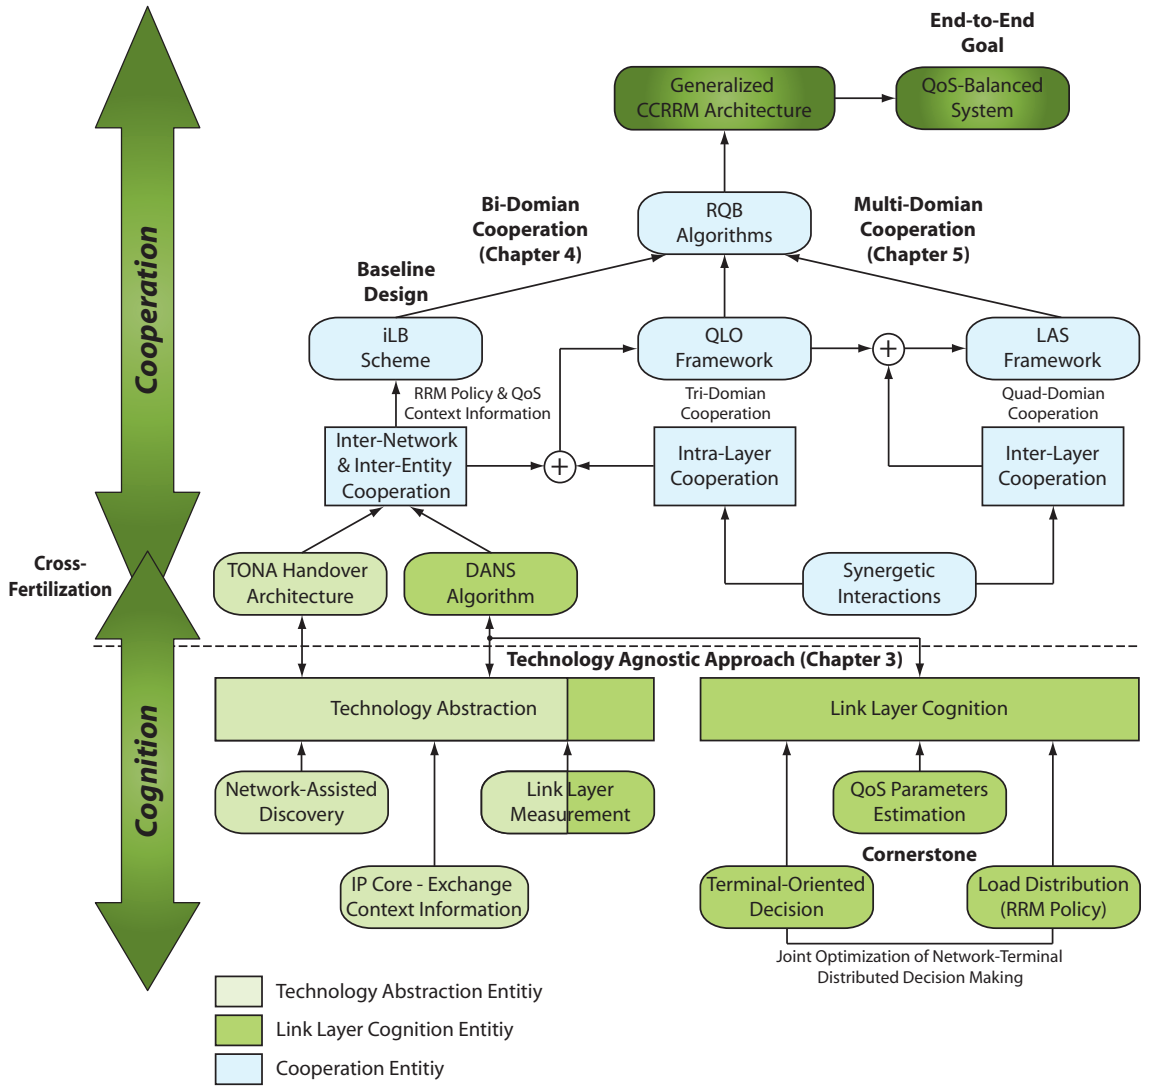 End-to-End
Goal
Generalized
CCRRM Architecture
QoS-Balanced
System
Bi-Domian
Cooperation
(Chapter 4)
RQB
Algorithms
Multi-Domian
Cooperation
(Chapter 5)
Baseline
Design
iLB
Scheme
QLO
Framework
+
LAS
Framework
RRM Policy & QoS
Context Information
Tri-Domian
Cooperation
Quad-Domian
Cooperation
Inter-Network
& Inter-Entity
Cooperation
+
Intra-Layer
Cooperation
Inter-Layer
Cooperation
Cooperation
Cross-
Fertilization
TONA Handover
Architecture
DANS
Algorithm
Synergetic
Interactions
Technology Agnostic Approach (Chapter 3)
Technology Abstraction
Link Layer Cognition
Cognition
Network-Assisted
Discovery
Link Layer
Measurement
QoS Parameters
Estimation
Cornerstone
IP Core - Exchange
Context Information
Terminal-Oriented
Decision
Load Distribution
(RRM Policy)
Joint Optimization of Network-Terminal
Distributed Decision Making
Technology Abstraction Entitiy
Link Layer Cognition Entitiy
Cooperation Entitiy